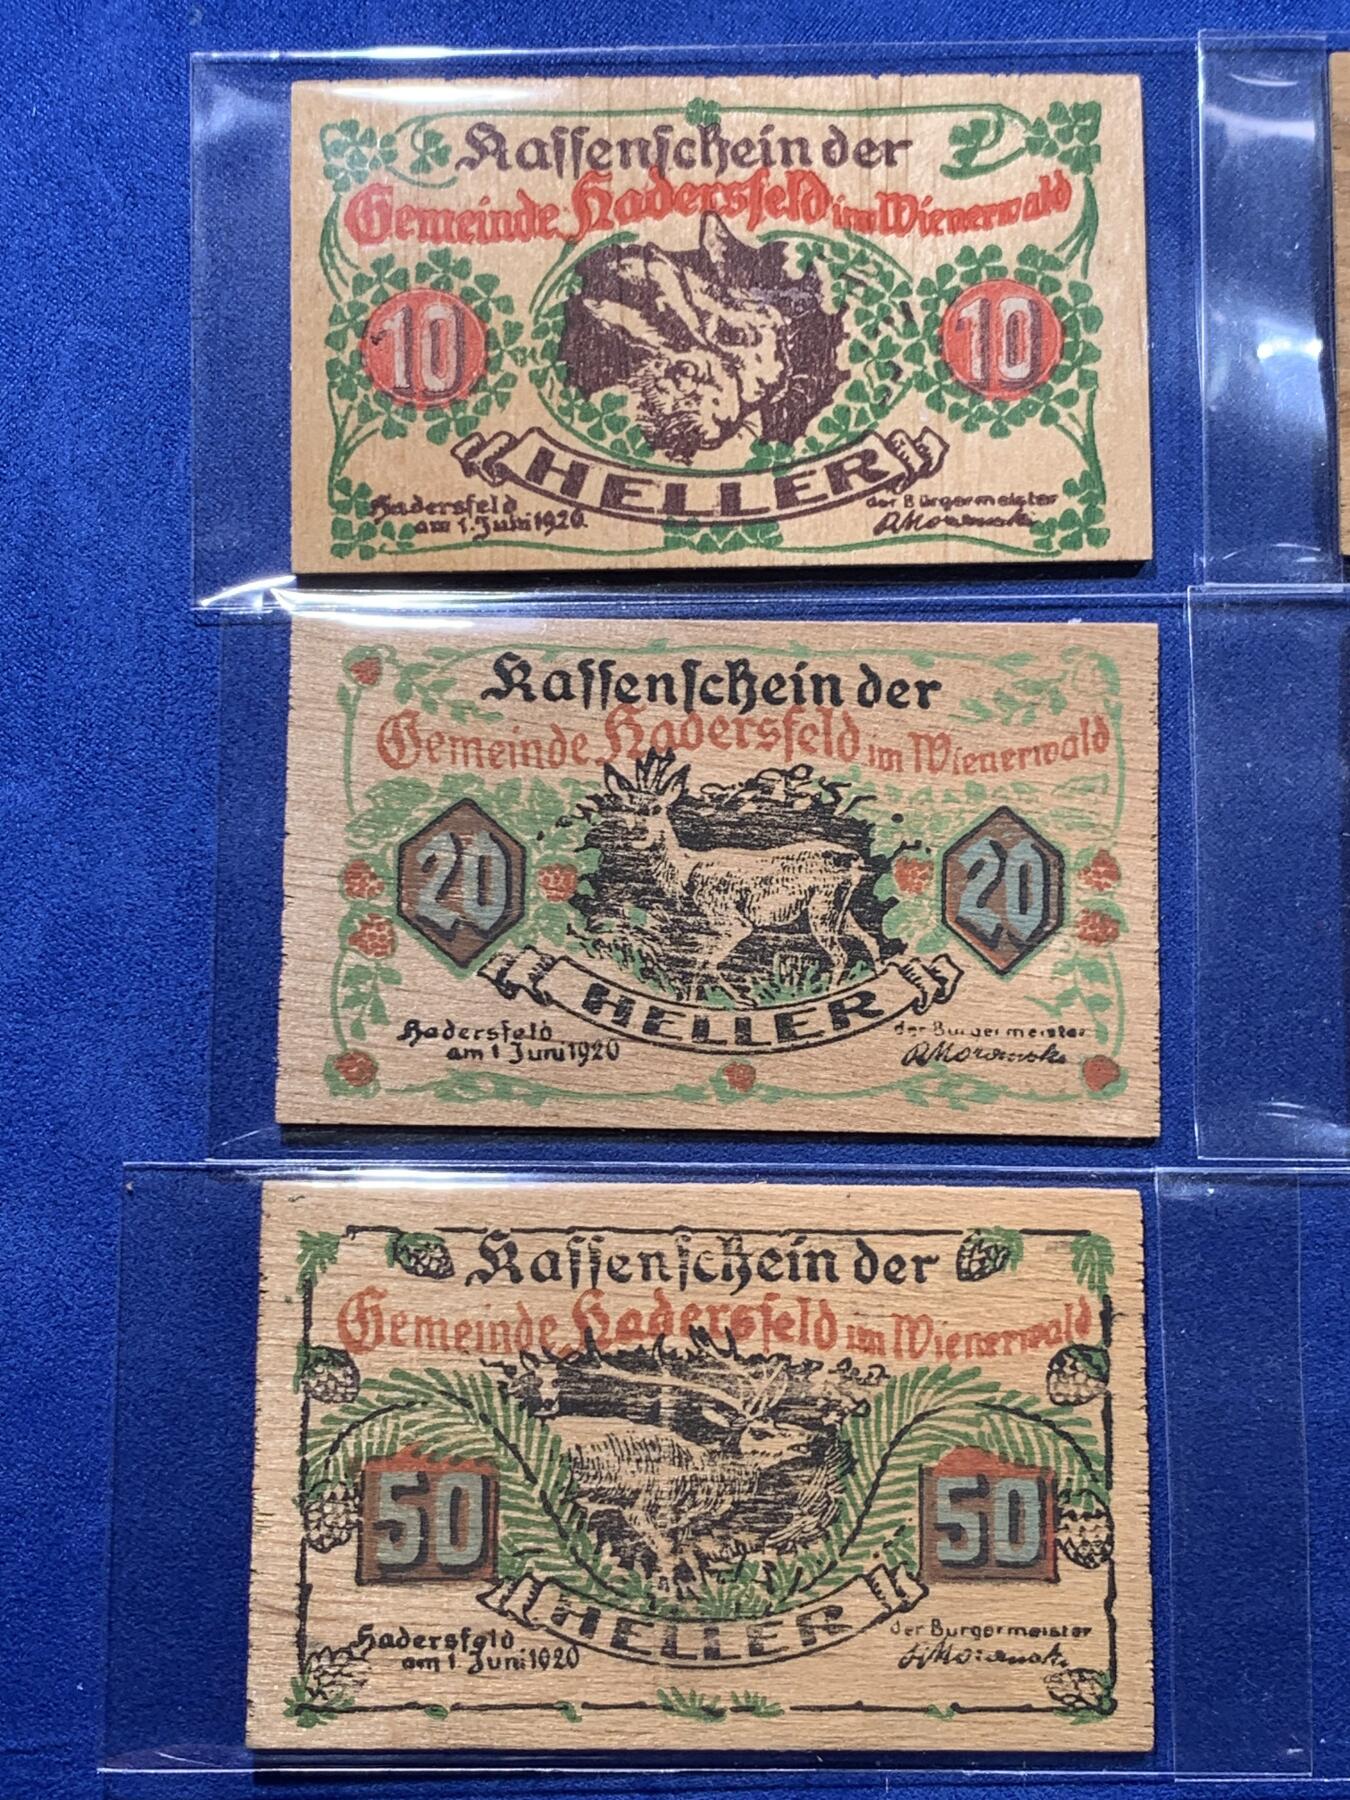 Kassenschein der
Gemeinde Hadersfeld im Wienerwald
10 10
HELLER
Hadersfeld
am 1. Juni 1920.
der Bürgermeister
Kassenschein der
Gemeinde Hadersfeld im Wienerwald
20 20
HELLER
Hadersfeld
am 1 Juni 1920
der Burgermeister
Kassenschein der
Gemeinde Hadersfeld im Wienerwald
50 50
HELLER
Hadersfeld
am 1. Juni 1920
der Burgermeister